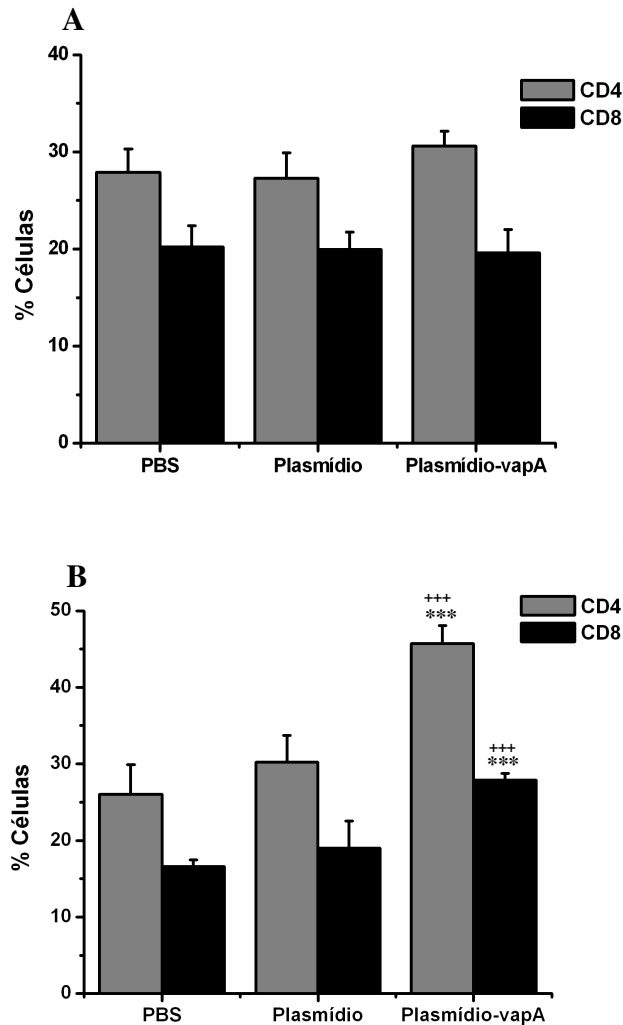 A
40
30
20
10
0
% Células
CD4
CD8
PBS
Plasmídio
Plasmídio-vapA
B
50
40
30
20
10
0
% Células
CD4
CD8
+++
***
+++
***
PBS
Plasmídio
Plasmídio-vapA